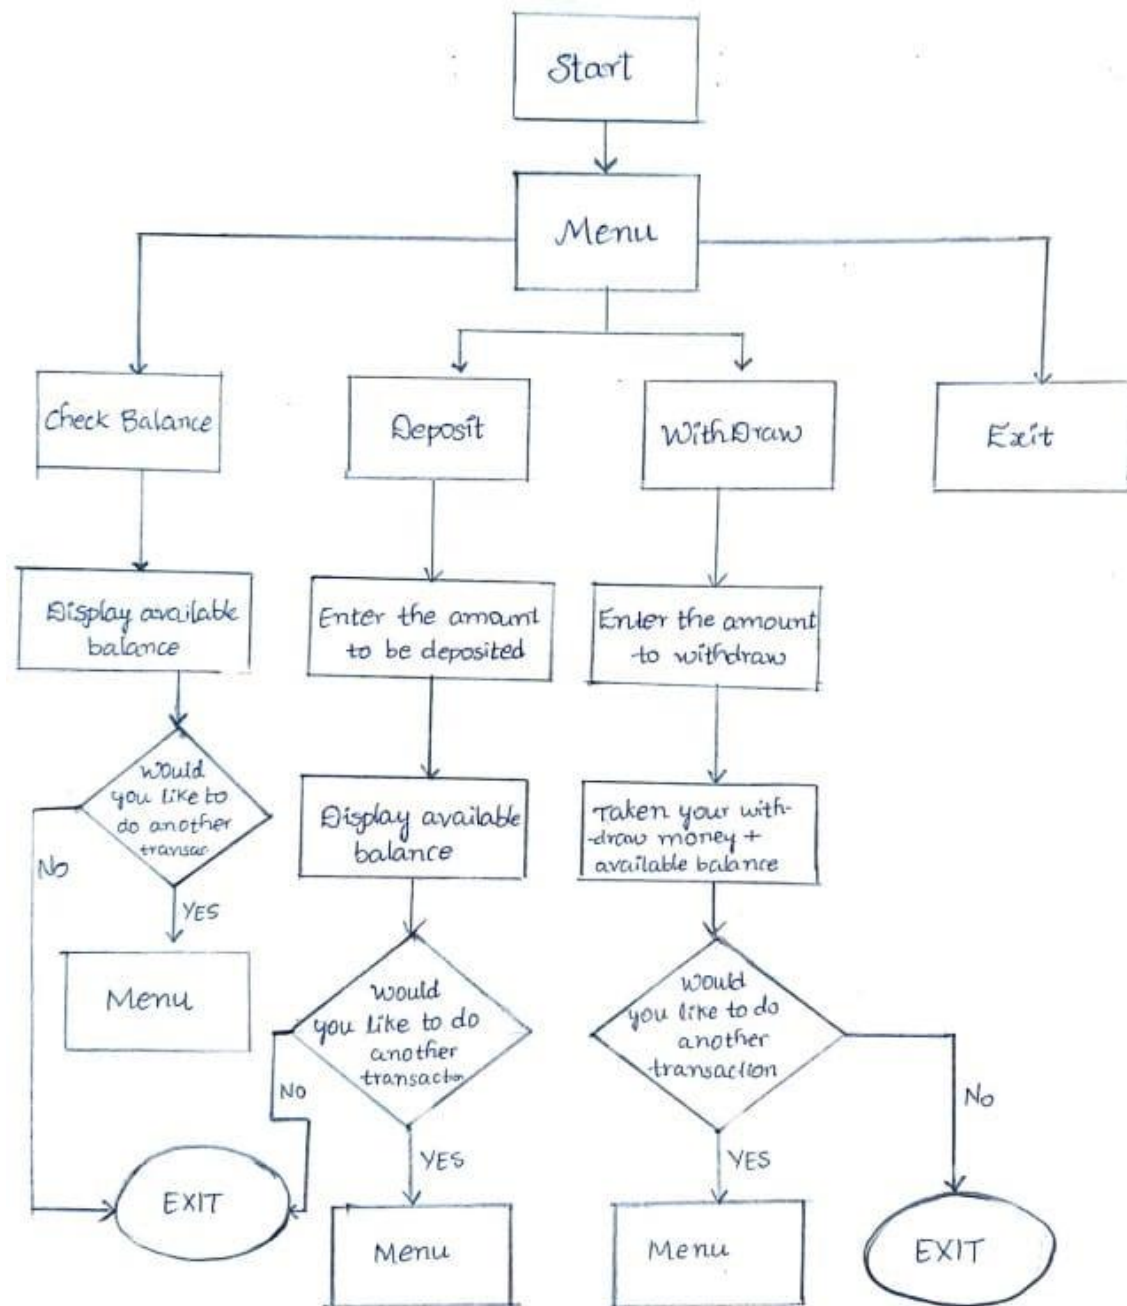 Start
Menu
Check Balance
Deposit
WithDraw
Exit
Display available
balance
Enter the amount
to be deposited
Enter the amount
to withdraw
Would
you like to
do another
transac
No
YES
Menu
Display available
balance
Taken your with-
-draw money +
available balance
Would
you like to do
another
transaction
No
YES
Menu
Would
you like to do
another
transaction
No
YES
Menu
EXIT
EXIT